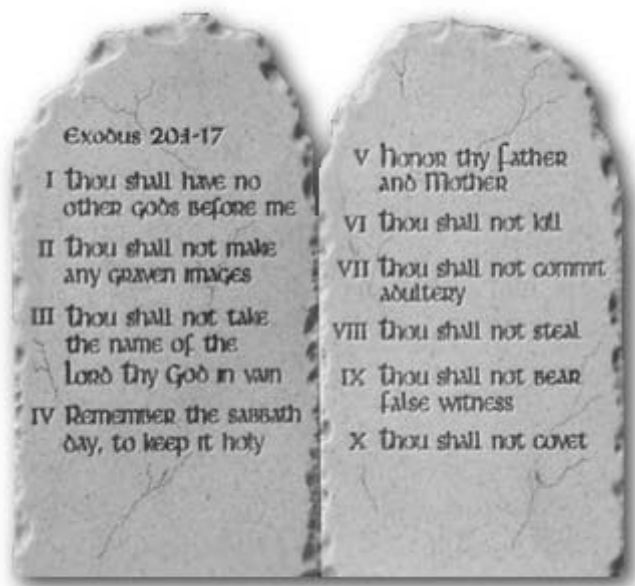 Exodus 20:1-17
I Thou shall have no
other Gods before me
II Thou shall not make
any graven images
III Thou shall not take
the name of the
Lord thy God in vain
IV Remember the sabbath
day, to keep it holy
V Honor thy father
and Mother
VI Thou shall not kill
VII Thou shall not commit
adultery
VIII Thou shall not steal
IX Thou shall not bear
false witness
X Thou shall not covet